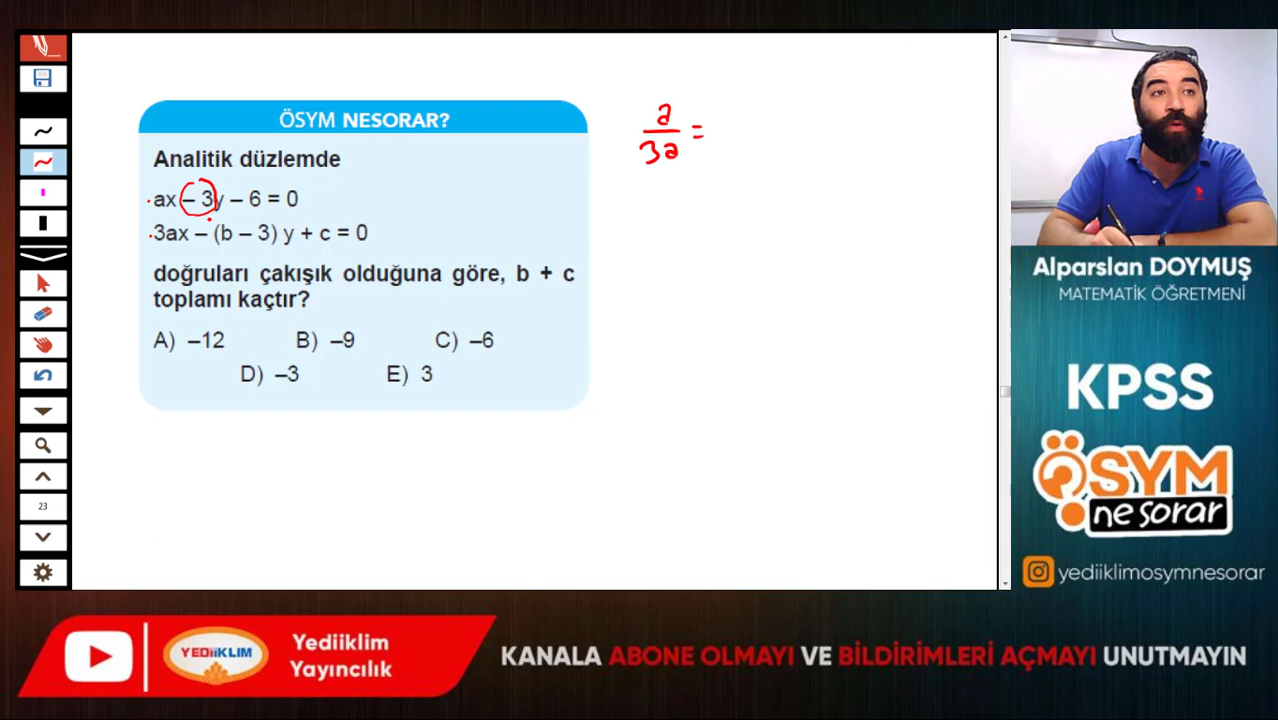 ÖSYM NESORAR?
Analitik düzlemde
ax – 3y – 6 = 0
3ax – (b – 3) y + c = 0
doğruları çakışık olduğuna göre, b + c
toplamı kaçtır?
A) –12 B) –9 C) –6
D) –3 E) 3
a
3a =
23
Alparslan DOYMUŞ
MATEMATİK ÖĞRETMENİ
KPSS
ÖSYM
ne sorar
yediiklimosymnesorar
YEDİİKLİM
Yediiklim
Yayıncılık
KANALA ABONE OLMAYI VE BİLDİRİMLERİ AÇMAYI UNUTMAYIN